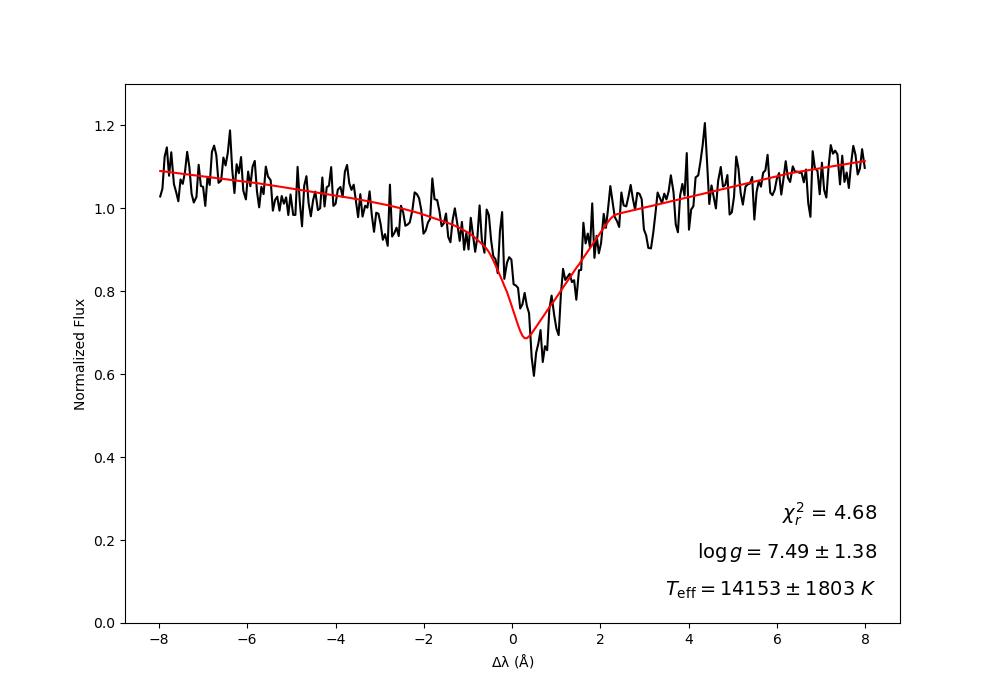 1.2
1.0
0.8
0.6
0.4
0.2
0.0
Normalized Flux
χ²ᵣ = 4.68
log g = 7.49 ± 1.38
T_eff = 14153 ± 1803 K
−8 −6 −4 −2 0 2 4 6 8
Δλ (Å)